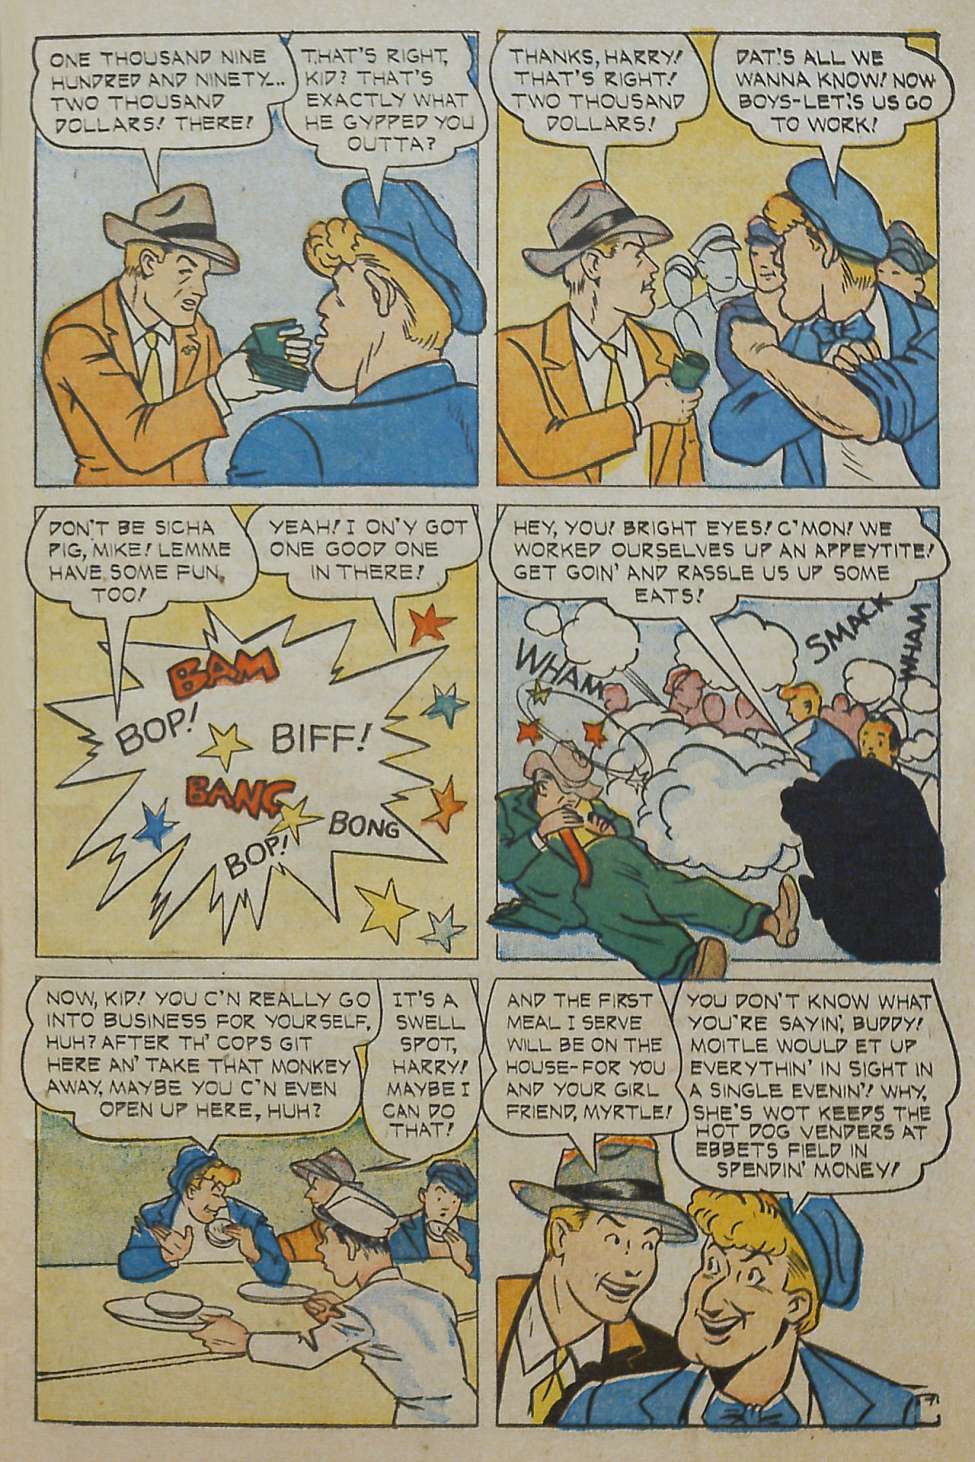 ONE THOUSAND NINE
HUNDRED AND NINETY...
TWO THOUSAND
DOLLARS! THERE!
THAT'S RIGHT,
KID? THAT'S
EXACTLY WHAT
HE GYPPED YOU
OUTTA?
THANKS, HARRY!
THAT'S RIGHT!
TWO THOUSAND
DOLLARS!
DAT'S ALL WE
WANNA KNOW! NOW
BOYS-LET'S US GO
TO WORK!
DON'T BE SICHA
PIG, MIKE! LEMME
HAVE SOME FUN,
TOO!
YEAH! I ON'Y GOT
ONE GOOD ONE
IN THERE!
BAM
BOP!
BIFF!
BANG
BONG
BOP!
HEY, YOU! BRIGHT EYES! C'MON! WE
WORKED OURSELVES UP AN APPEYTITE!
GET GOIN' AND RASSLE US UP SOME
EATS!
WHAM
SMACK
WHAM
NOW, KID! YOU C'N REALLY GO
INTO BUSINESS FOR YOURSELF,
HUH? AFTER TH' COPS GIT
HERE AN' TAKE THAT MONKEY
AWAY, MAYBE YOU C'N EVEN
OPEN UP HERE, HUH?
IT'S A
SWELL
SPOT,
HARRY!
MAYBE I
CAN DO
THAT!
AND THE FIRST
MEAL I SERVE
WILL BE ON THE
HOUSE-FOR YOU
AND YOUR GIRL
FRIEND, MYRTLE!
YOU DON'T KNOW WHAT
YOU'RE SAYIN', BUDDY!
MOITLE WOULD ET UP
EVERYTHIN' IN SIGHT IN
A SINGLE EVENIN'! WHY,
SHE'S WOT KEEPS THE
HOT DOG VENDERS AT
EBBETS FIELD IN
SPENDIN' MONEY!
7